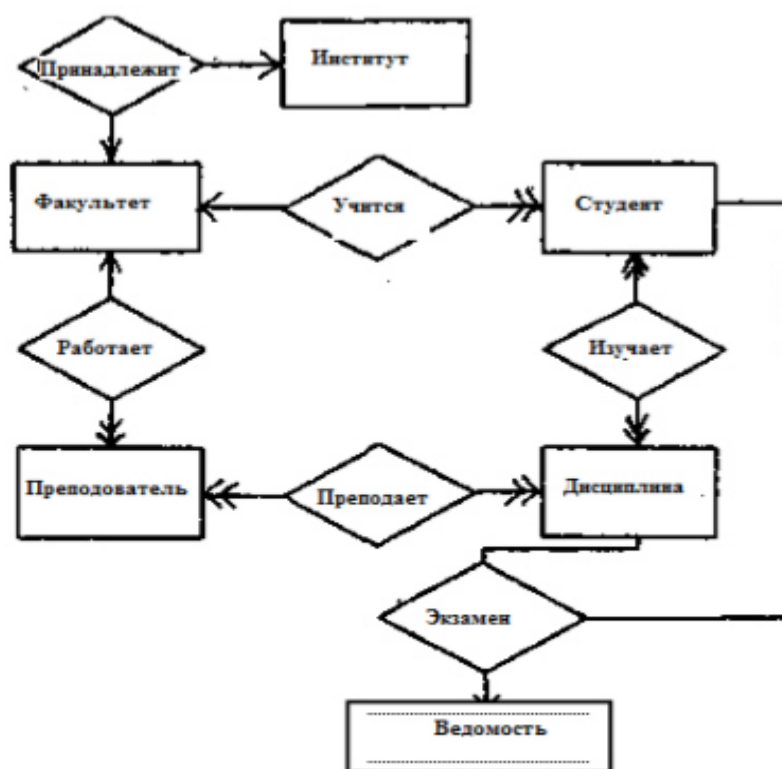 Принадлежит
Институт
Факультет
Учится
Студент
Работает
Изучает
Преподователь
Преподает
Дисциплина
Экзамен
Ведомость